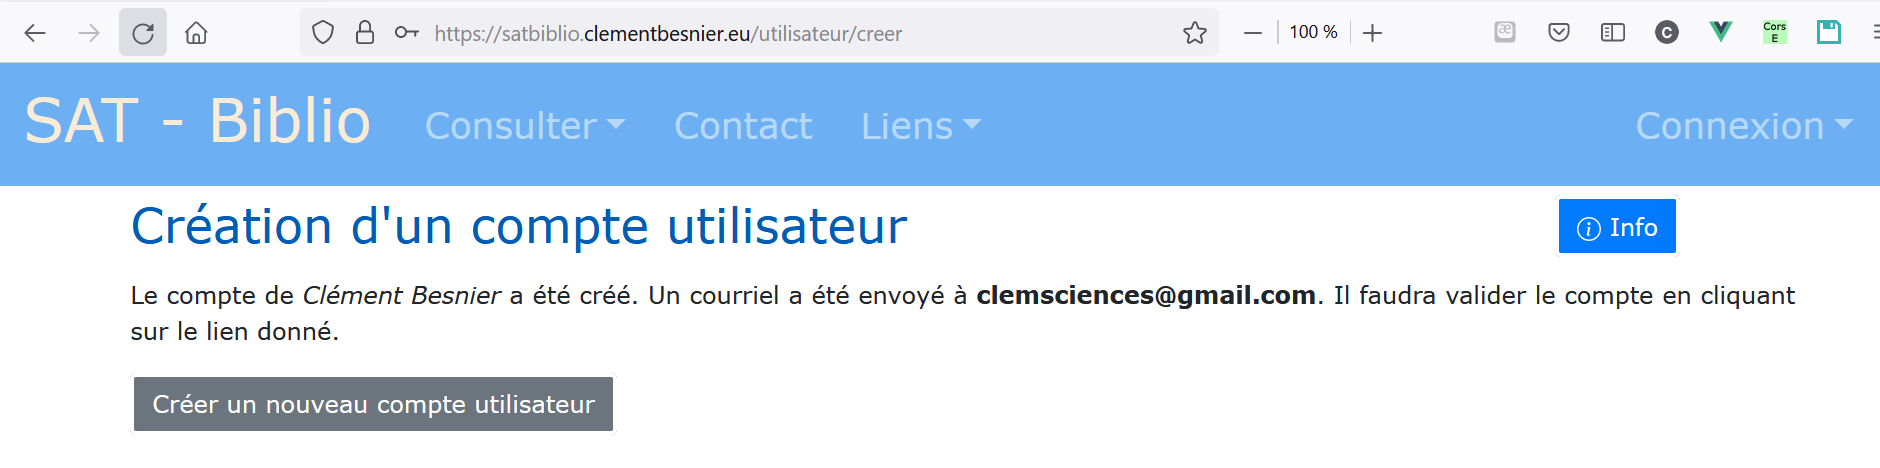 https://satbiblio.clementbesnier.eu/utilisateur/creer
100 %
æ
C
Cors
E
SAT - Biblio
Consulter
Contact
Liens
Connexion
Création d'un compte utilisateur
Info
Le compte de Clément Besnier a été créé. Un courriel a été envoyé à clemsciences@gmail.com. Il faudra valider le compte en cliquant
sur le lien donné.
Créer un nouveau compte utilisateur